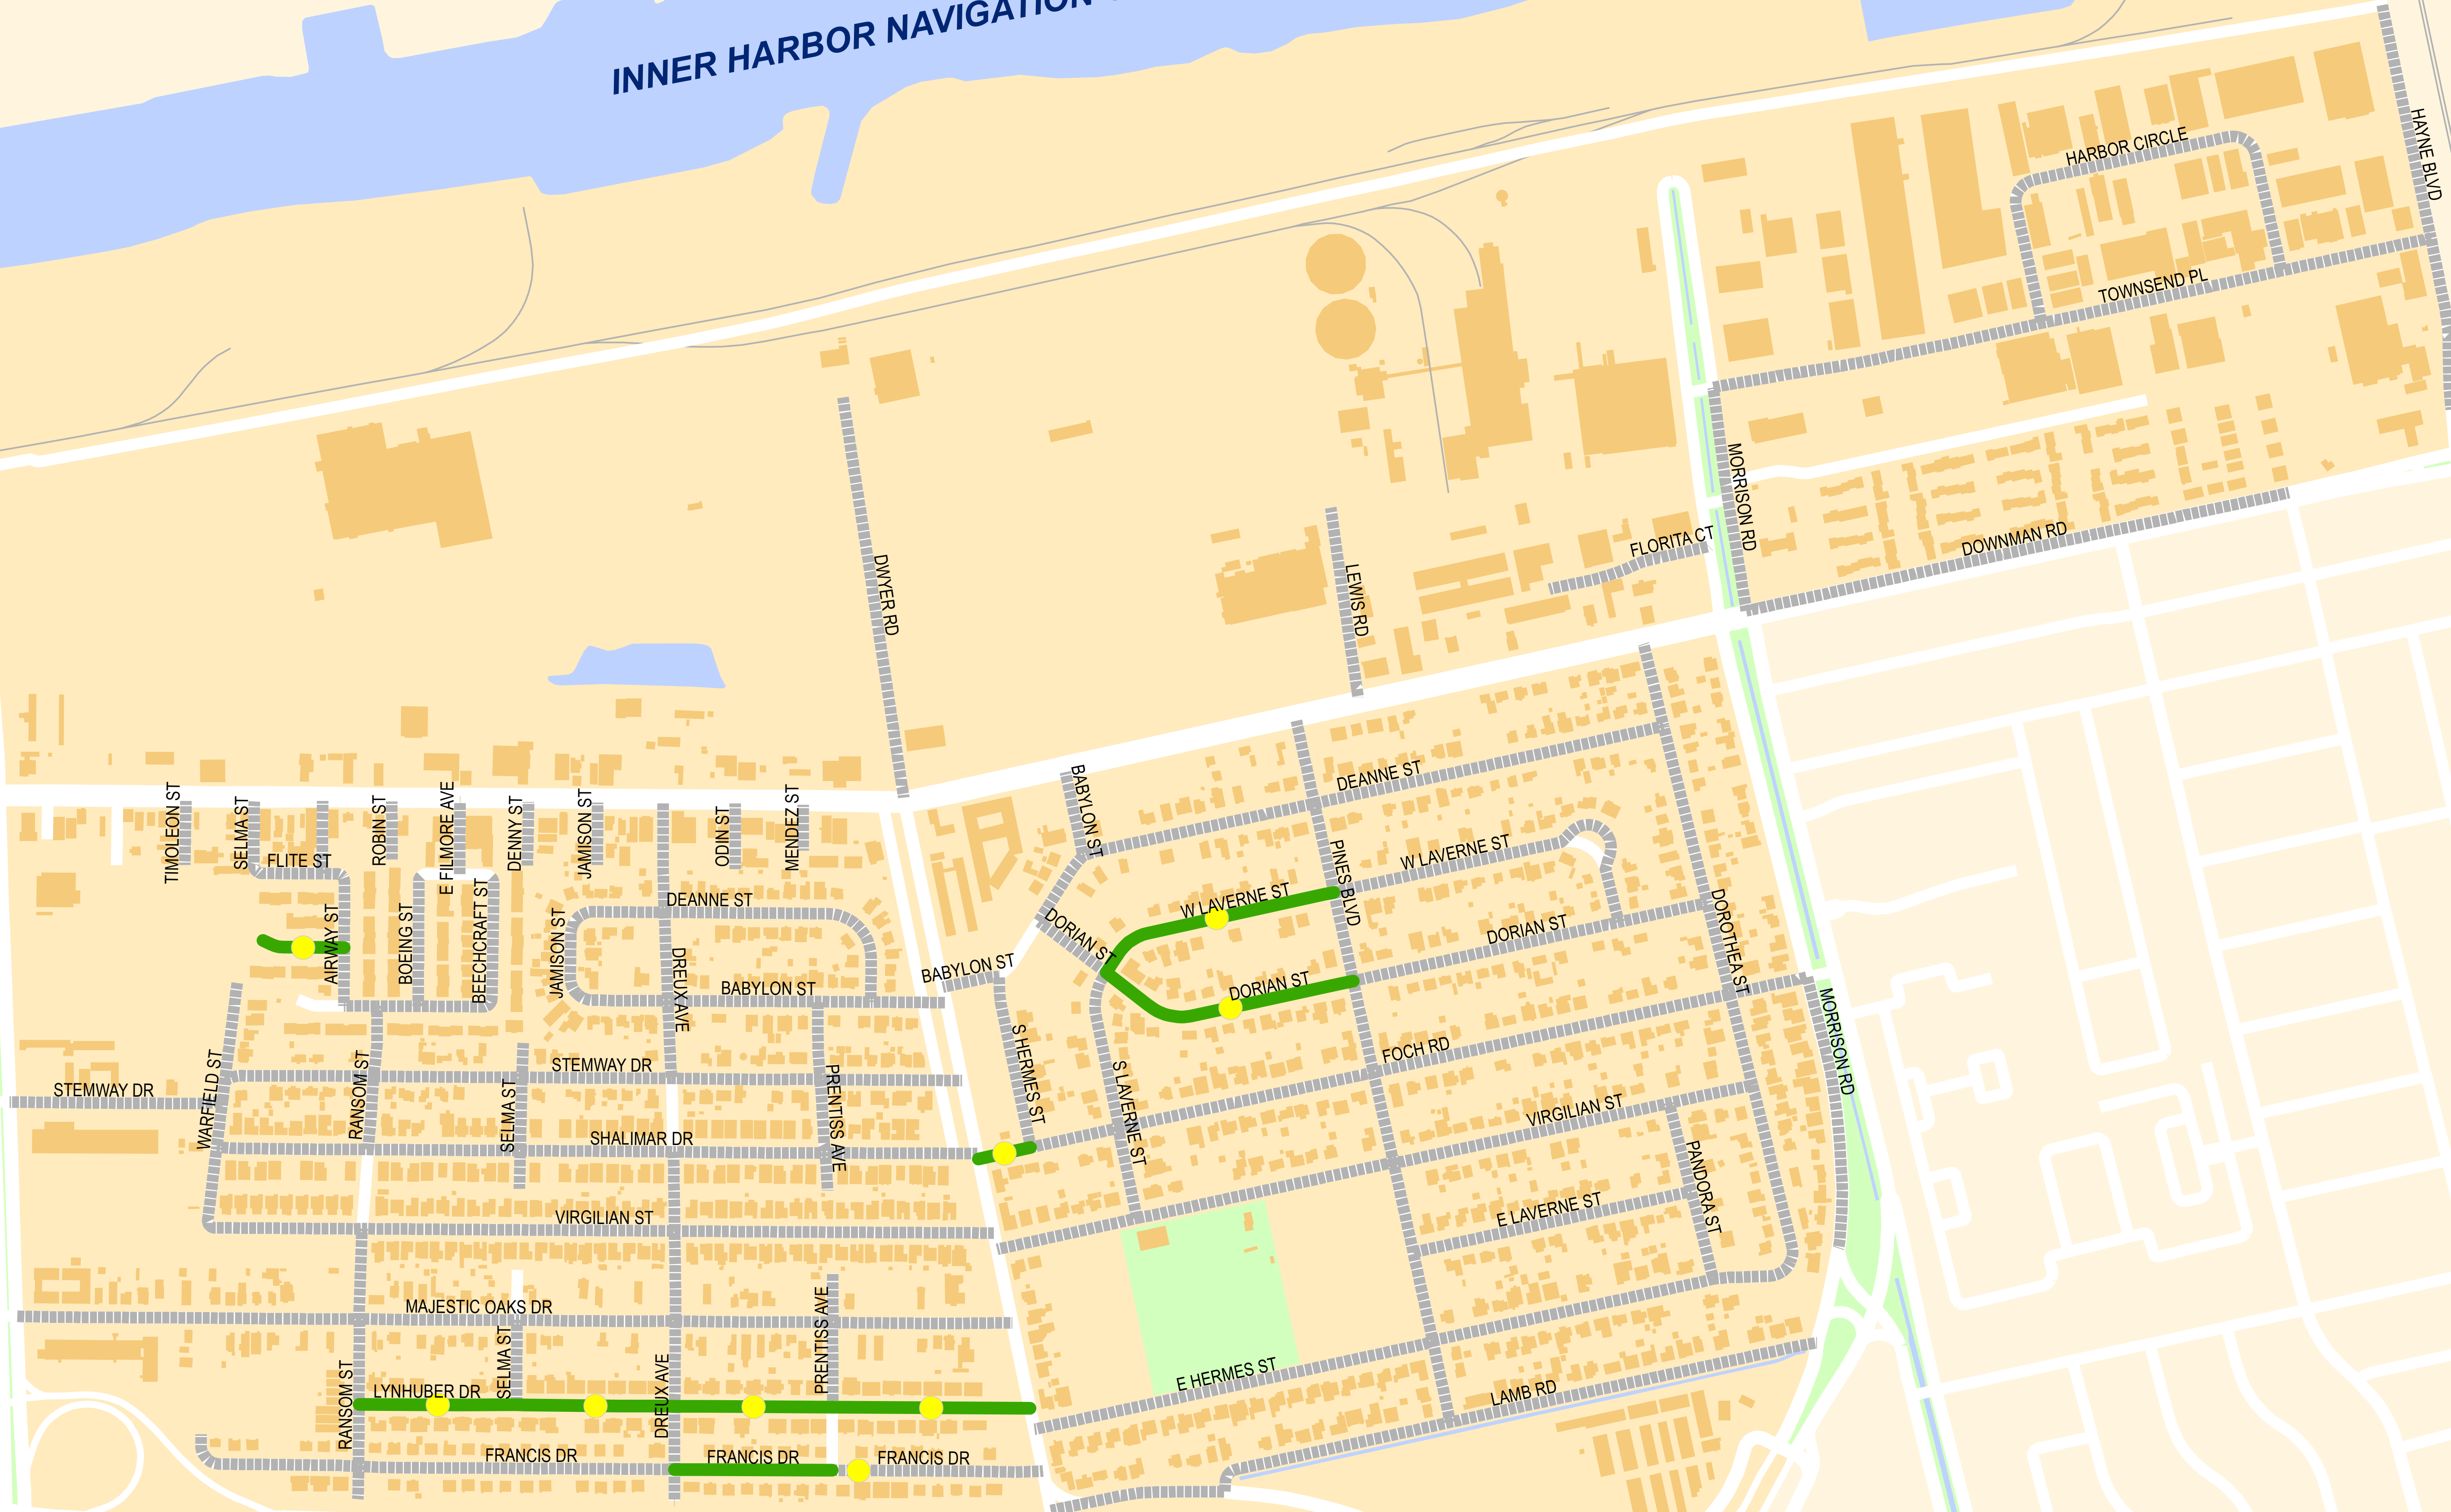 INNER HARBOR NAVIGATION
HAYNE BLVD
HARBOR CIRCLE
TOWNSEND PL
MORRISON RD
DOWNMAN RD
FLORITA CT
LEWIS RD
DWYER RD
TIMOLEON ST
SELMA ST
FLITE ST
ROBIN ST
E FILMORE AVE
DENNY ST
JAMISON ST
ODIN ST
MENDEZ ST
BABYLON ST
DEANNE ST
PINES BLVD
W LAVERNE ST
W LAVERNE ST
DORIAN ST
DORIAN ST
DORIAN ST
DOROTHEA ST
AIRWAY ST
BOEING ST
BEECHCRAFT ST
JAMISON ST
DEANNE ST
DREUX AVE
BABYLON ST
BABYLON ST
MORRISON RD
S HERMES ST
S LAVERNE ST
FOCH RD
VIRGILIAN ST
PANDORA ST
E LAVERNE ST
STEMWAY DR
WARFIELD ST
RANSOM ST
SELMA ST
STEMWAY DR
PRENTISS AVE
SHALIMAR DR
VIRGILIAN ST
MAJESTIC OAKS DR
PRENTISS AVE
SELMA ST
RANSOM ST
LYNHUBER DR
DREUX AVE
FRANCIS DR
FRANCIS DR
FRANCIS DR
E HERMES ST
LAMB RD